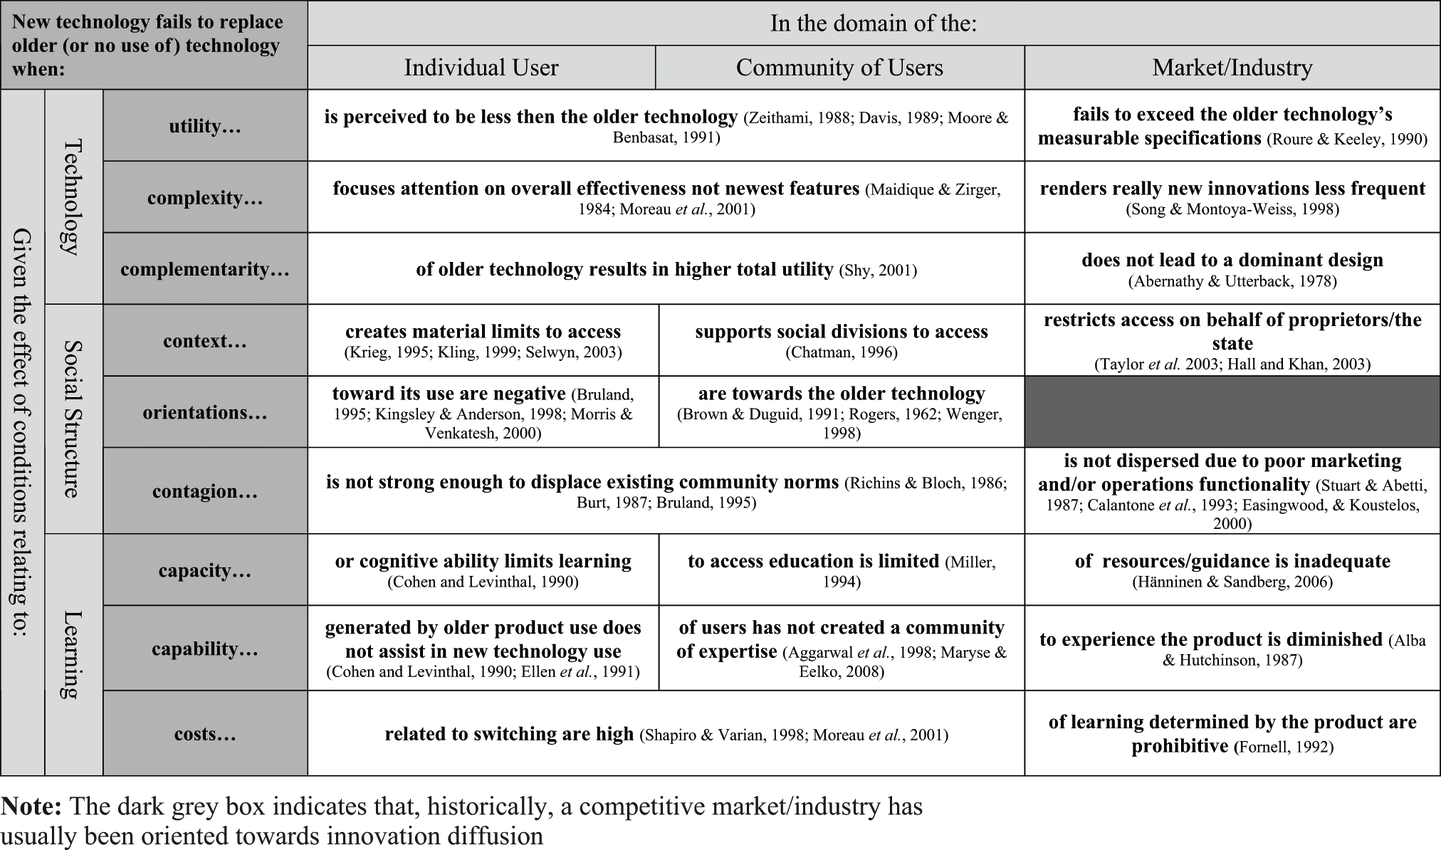 New technology fails to replace
older (or no use of) technology
when:
In the domain of the:
Individual User
Community of Users
Market/Industry
Given the effect of conditions relating to:
Technology
utility…
is perceived to be less then the older technology (Zeithami, 1988; Davis, 1989; Moore &
Benbasat, 1991)
fails to exceed the older technology’s
measurable specifications (Roure & Keeley, 1990)
complexity…
focuses attention on overall effectiveness not newest features (Maidique & Zirger,
1984; Moreau et al., 2001)
renders really new innovations less frequent
(Song & Montoya-Weiss, 1998)
complementarity…
of older technology results in higher total utility (Shy, 2001)
does not lead to a dominant design
(Abernathy & Utterback, 1978)
Social Structure
context…
creates material limits to access
(Krieg, 1995; Kling, 1999; Selwyn, 2003)
supports social divisions to access
(Chatman, 1996)
restricts access on behalf of proprietors/the
state
(Taylor et al. 2003; Hall and Khan, 2003)
orientations…
toward its use are negative (Bruland,
1995; Kingsley & Anderson, 1998; Morris &
Venkatesh, 2000)
are towards the older technology
(Brown & Duguid, 1991; Rogers, 1962; Wenger,
1998)
contagion…
is not strong enough to displace existing community norms (Richins & Bloch, 1986;
Burt, 1987; Bruland, 1995)
is not dispersed due to poor marketing
and/or operations functionality (Stuart & Abetti,
1987; Calantone et al., 1993; Easingwood, & Koustelos,
2000)
Learning
capacity…
or cognitive ability limits learning
(Cohen and Levinthal, 1990)
to access education is limited (Miller,
1994)
of resources/guidance is inadequate
(Hänninen & Sandberg, 2006)
capability…
generated by older product use does
not assist in new technology use
(Cohen and Levinthal, 1990; Ellen et al., 1991)
of users has not created a community
of expertise (Aggarwal et al., 1998; Maryse &
Eelko, 2008)
to experience the product is diminished (Alba
& Hutchinson, 1987)
costs…
related to switching are high (Shapiro & Varian, 1998; Moreau et al., 2001)
of learning determined by the product are
prohibitive (Fornell, 1992)
Note: The dark grey box indicates that, historically, a competitive market/industry has
usually been oriented towards innovation diffusion